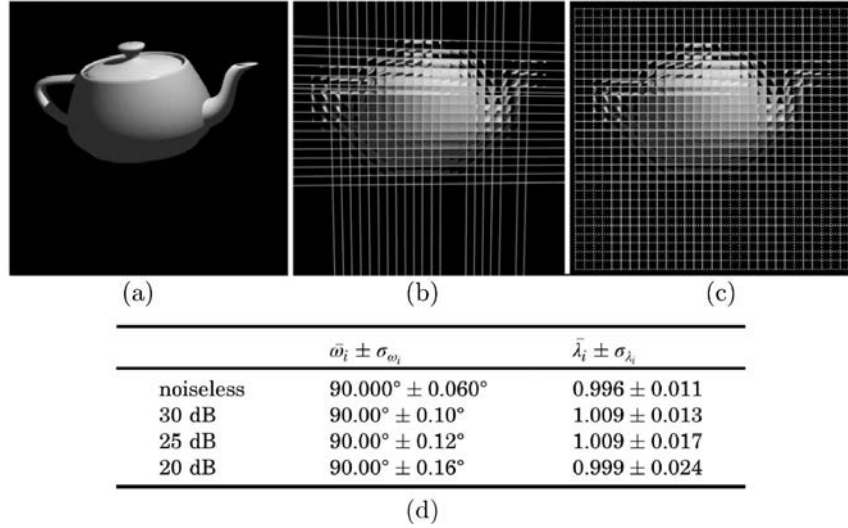 (a) (b) (c)
ω̄ᵢ ± σ_ωᵢ λ̄ᵢ ± σ_λᵢ
noiseless 90.000° ± 0.060° 0.996 ± 0.011
30 dB 90.00° ± 0.10° 1.009 ± 0.013
25 dB 90.00° ± 0.12° 1.009 ± 0.017
20 dB 90.00° ± 0.16° 0.999 ± 0.024
(d)